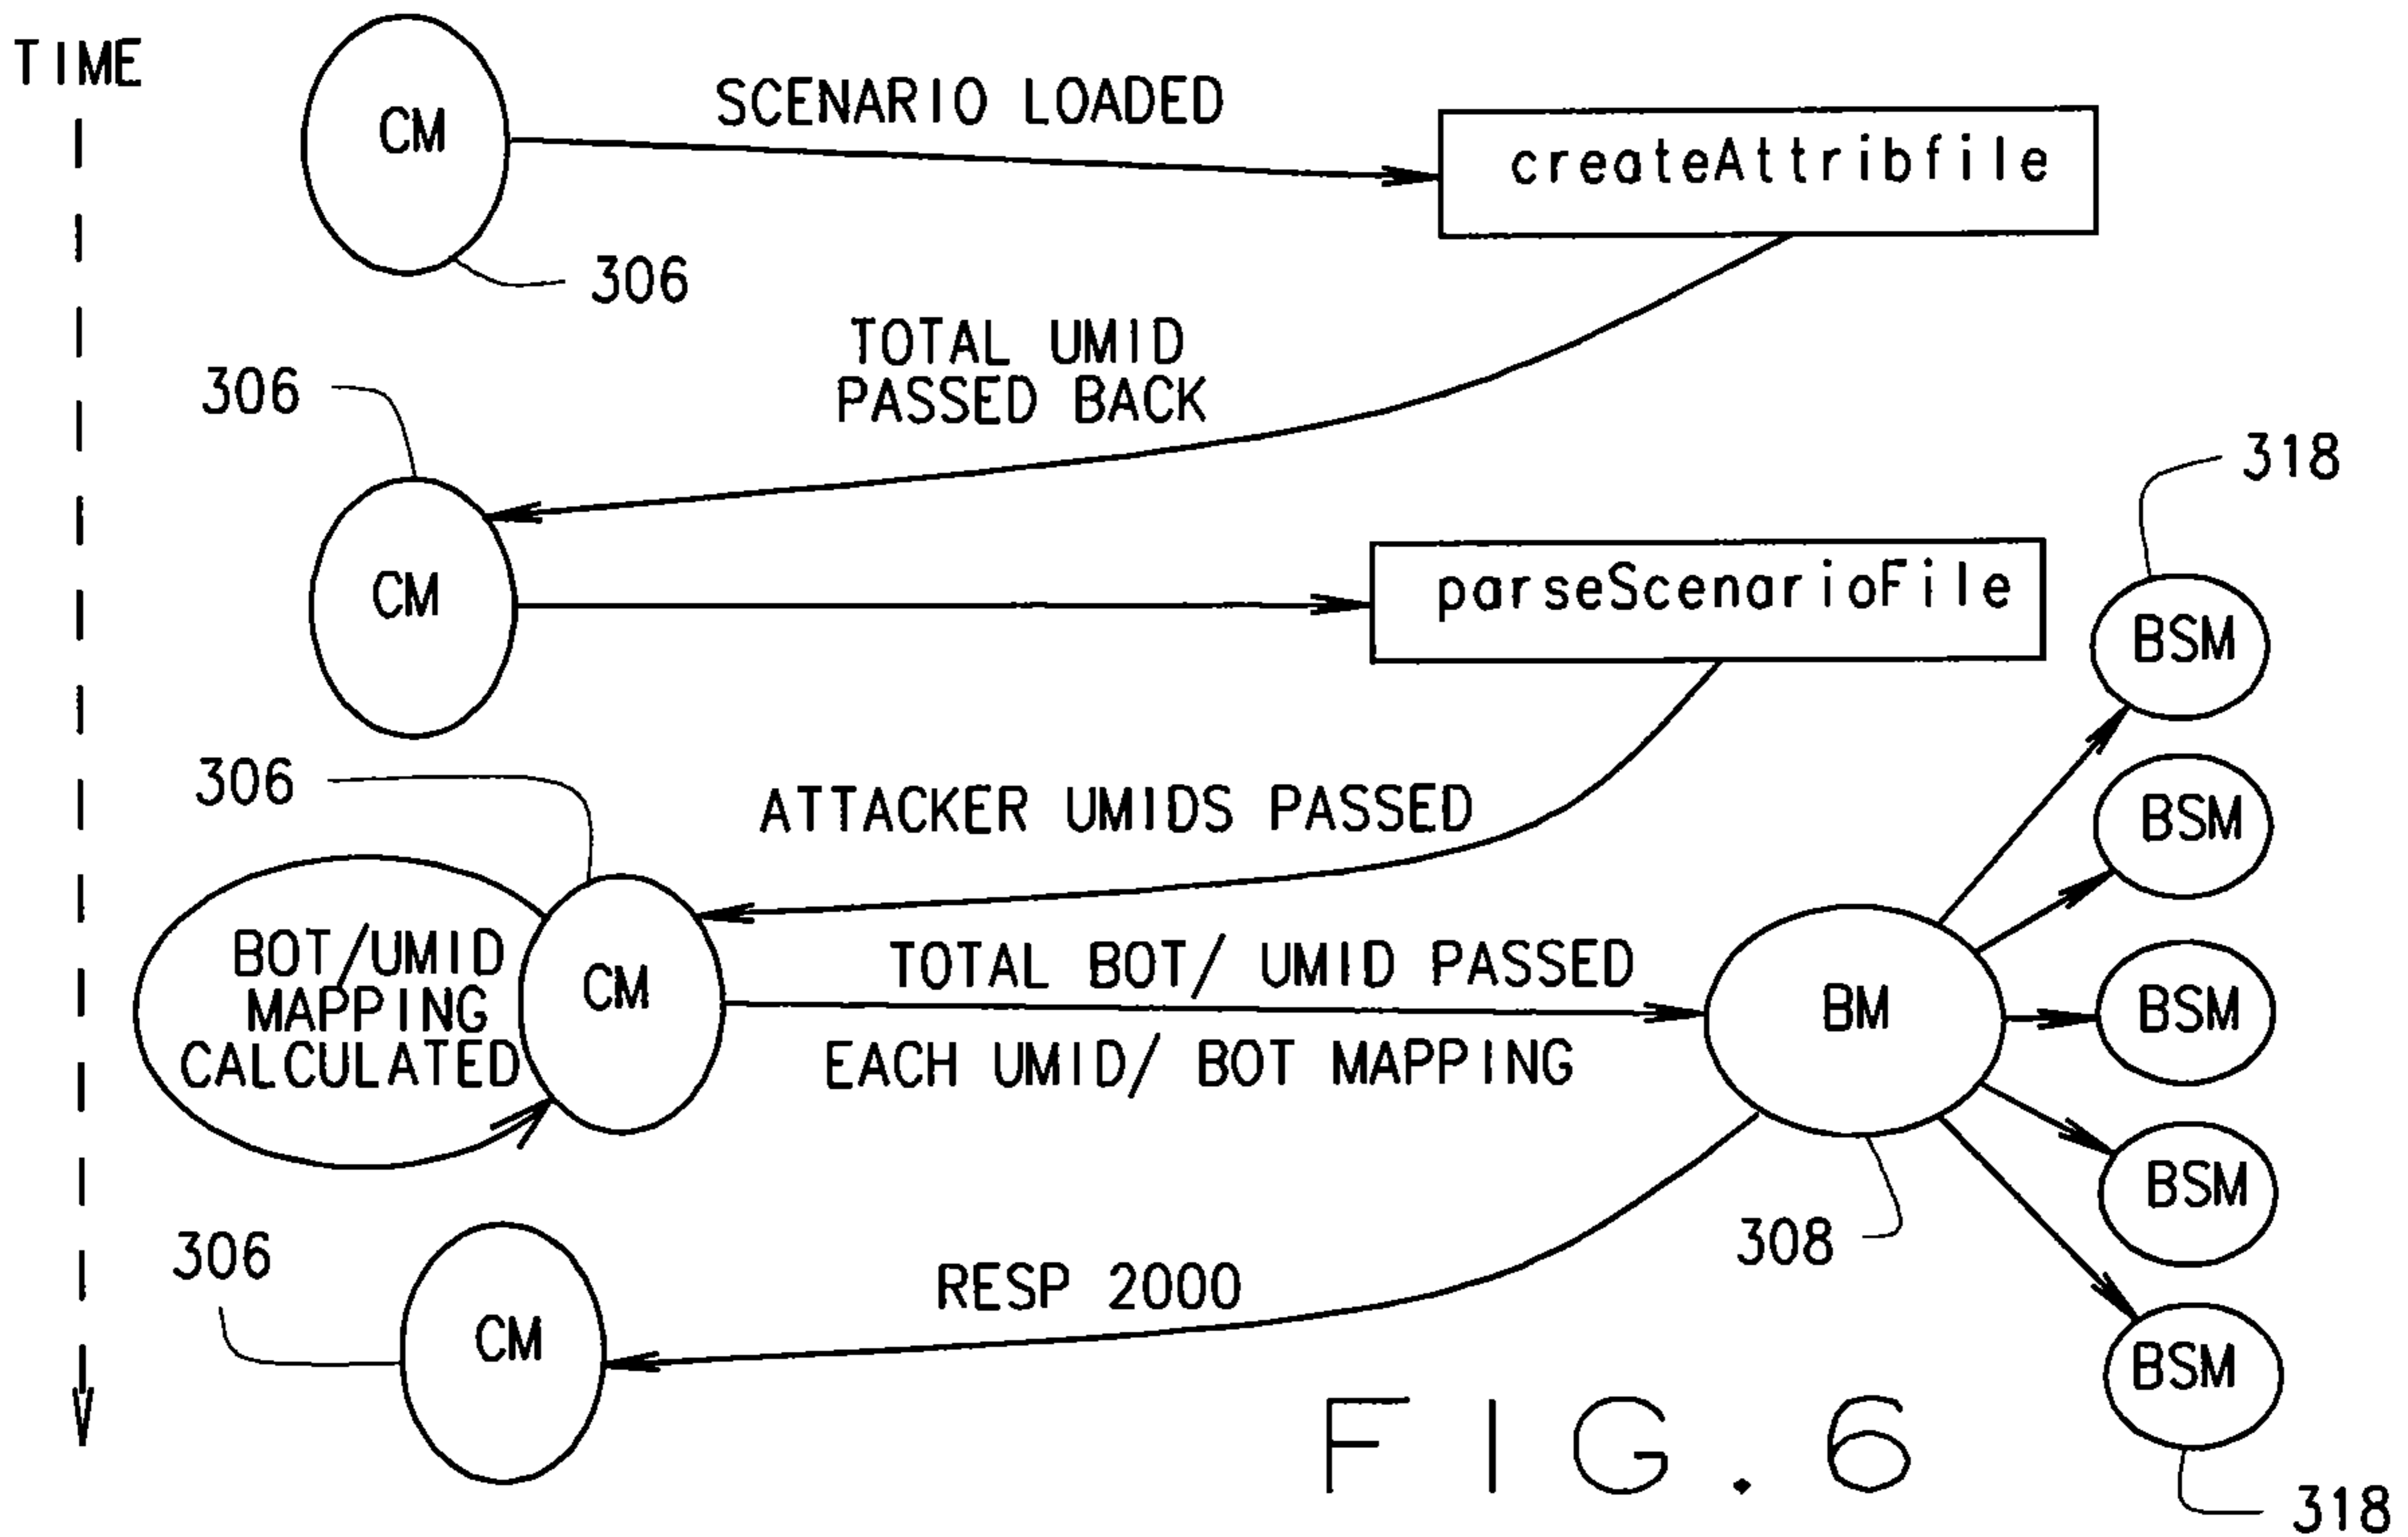 TIME
CM
SCENARIO LOADED
createAttribfile
306
TOTAL UMID
PASSED BACK
306
318
CM
parseScenarioFile
BSM
306
ATTACKER UMIDS PASSED
BSM
BOT/UMID
MAPPING
CALCULATED
CM
TOTAL BOT/ UMID PASSED
EACH UMID/ BOT MAPPING
BM
BSM
BSM
308
306
RESP 2000
CM
BSM
FIG.6
318